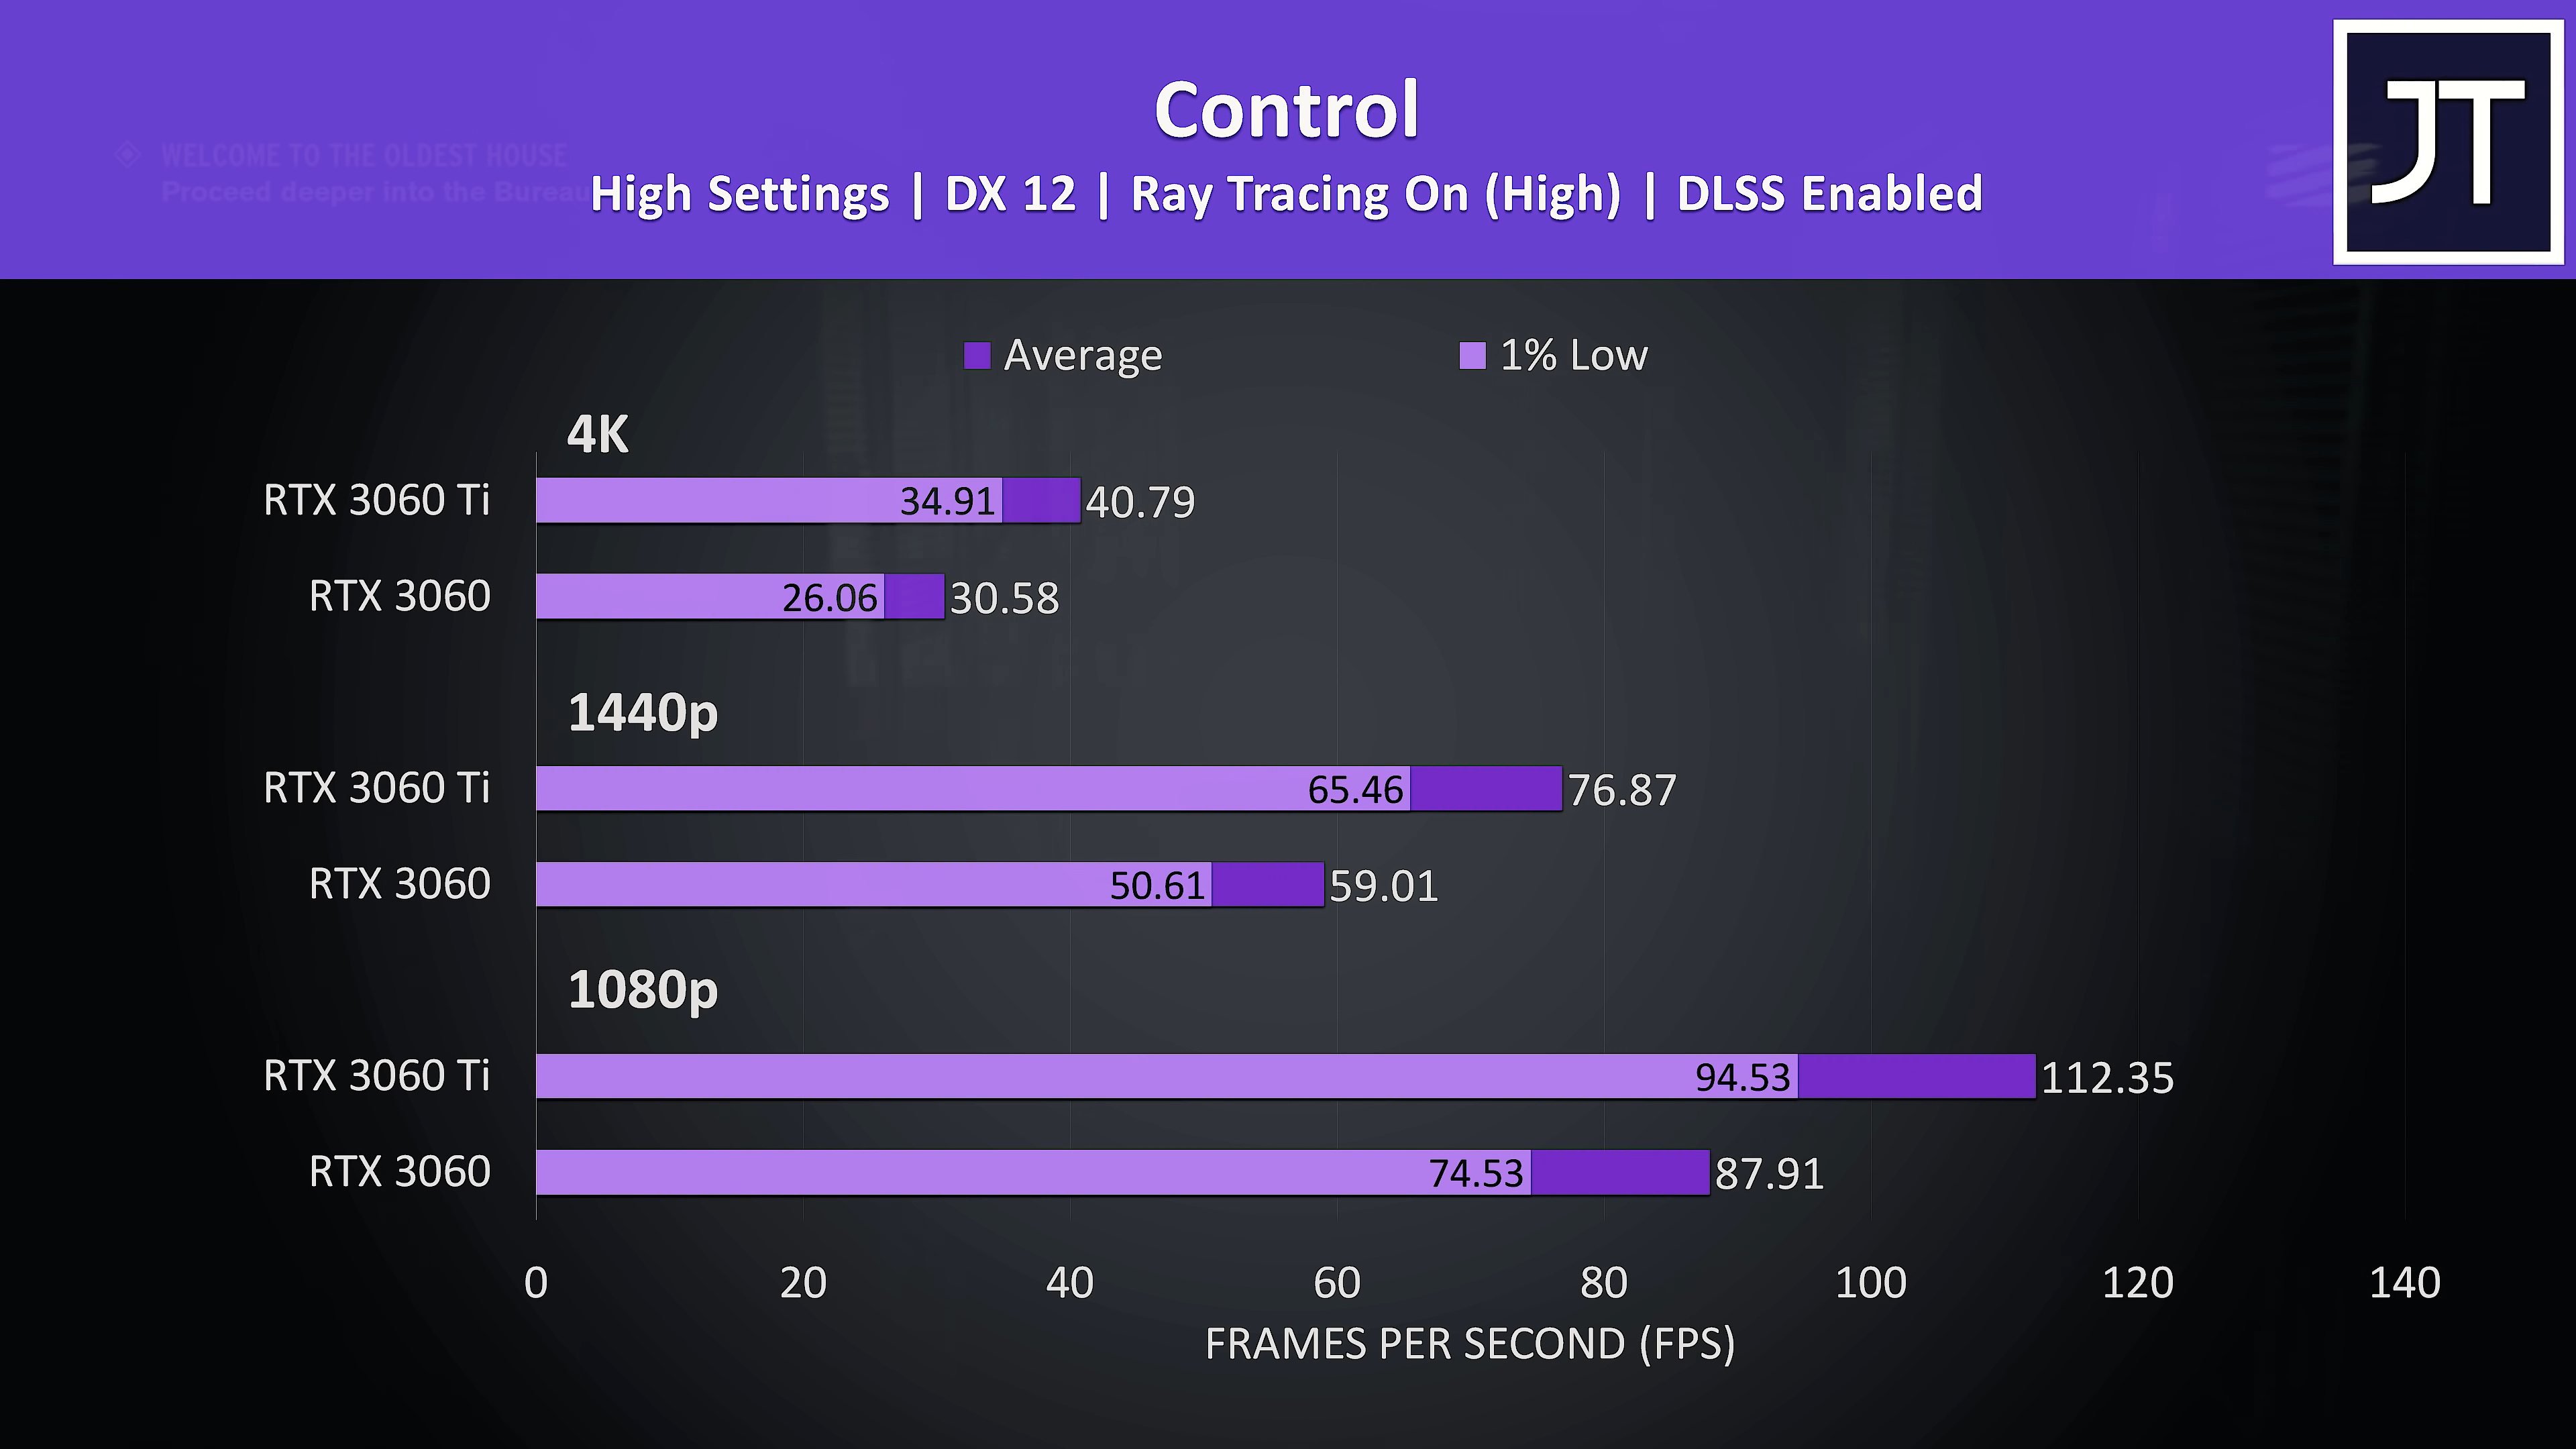 Control
JT
WELCOME TO THE OLDEST HOUSE
Proceed deeper into the Bureau
High Settings | DX 12 | Ray Tracing On (High) | DLSS Enabled
Average 1% Low
4K
RTX 3060 Ti 34.91 40.79
RTX 3060 26.06 30.58
1440p
RTX 3060 Ti 65.46 76.87
RTX 3060 50.61 59.01
1080p
RTX 3060 Ti 94.53 112.35
RTX 3060 74.53 87.91
0 20 40 60 80 100 120 140
FRAMES PER SECOND (FPS)